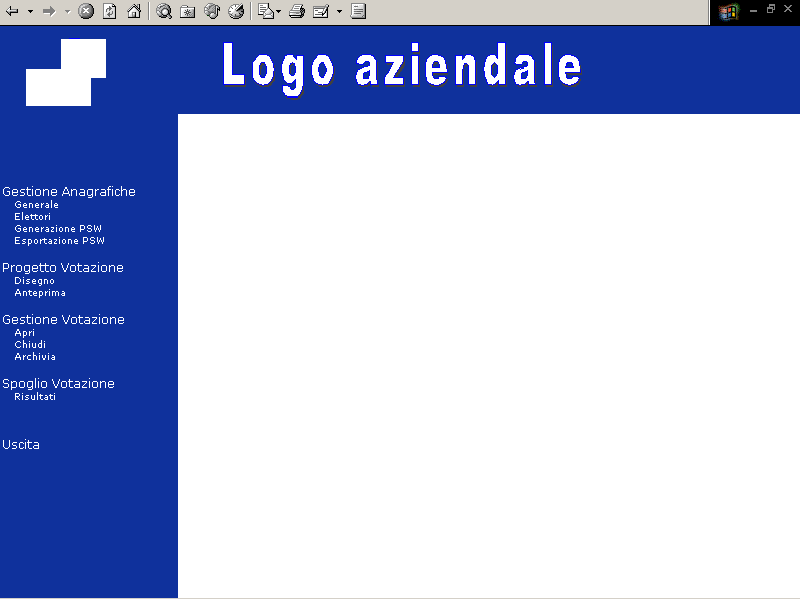 Logo aziendale
Gestione Anagrafiche
Generale
Elettori
Generazione PSW
Esportazione PSW
Progetto Votazione
Disegno
Anteprima
Gestione Votazione
Apri
Chiudi
Archivia
Spoglio Votazione
Risultati
Uscita